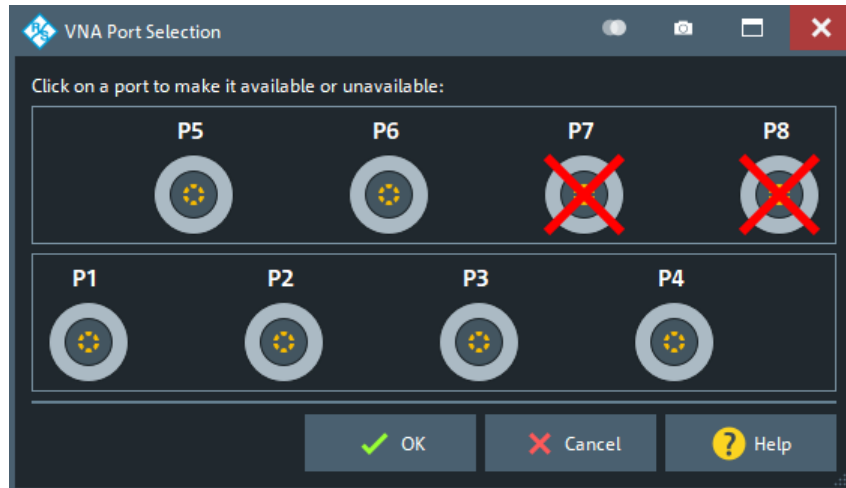 VNA Port Selection
Click on a port to make it available or unavailable:
P5 P6 P7 P8
P1 P2 P3 P4
OK Cancel ? Help